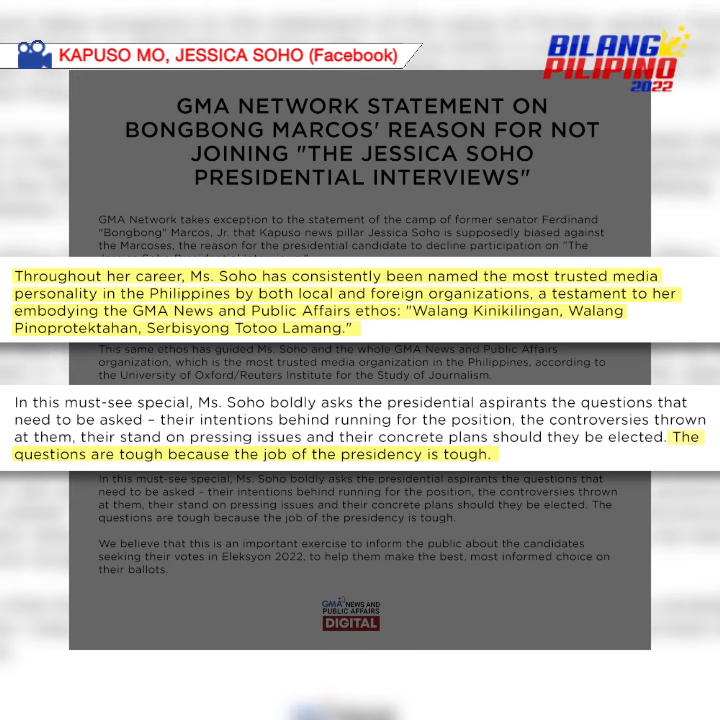 KAPUSO MO, JESSICA SOHO (Facebook)
BILANG
PILIPINO
2022
GMA NETWORK STATEMENT ON
BONGBONG MARCOS' REASON FOR NOT
JOINING "THE JESSICA SOHO
PRESIDENTIAL INTERVIEWS"
GMA Network takes exception to the statement of the camp of former senator Ferdinand
"Bongbong" Marcos, Jr. that Kapuso news pillar Jessica Soho is supposedly biased against
the Marcoses, the reason for the presidential candidate to decline participation on "The
Jessica Soho Presidential Interviews."
Throughout her career, Ms. Soho has consistently been named the most trusted media
personality in the Philippines by both local and foreign organizations, a testament to her
embodying the GMA News and Public Affairs ethos: "Walang Kinikilingan, Walang
Pinoprotektahan, Serbisyong Totoo Lamang."
This same ethos has guided Ms. Soho and the whole GMA News and Public Affairs
organization, which is the most trusted media organization in the Philippines, according to
the University of Oxford/Reuters Institute for the Study of Journalism.
In this must-see special, Ms. Soho boldly asks the presidential aspirants the questions that
need to be asked – their intentions behind running for the position, the controversies thrown
at them, their stand on pressing issues and their concrete plans should they be elected. The
questions are tough because the job of the presidency is tough.
In this must-see special, Ms. Soho boldly asks the presidential aspirants the questions that
need to be asked – their intentions behind running for the position, the controversies thrown
at them, their stand on pressing issues and their concrete plans should they be elected. The
questions are tough because the job of the presidency is tough.
We believe that this is an important exercise to inform the public about the candidates
seeking their votes in Eleksyon 2022, to help them make the best, most informed choice on
their ballots.
GMA NEWS AND
PUBLIC AFFAIRS
DIGITAL